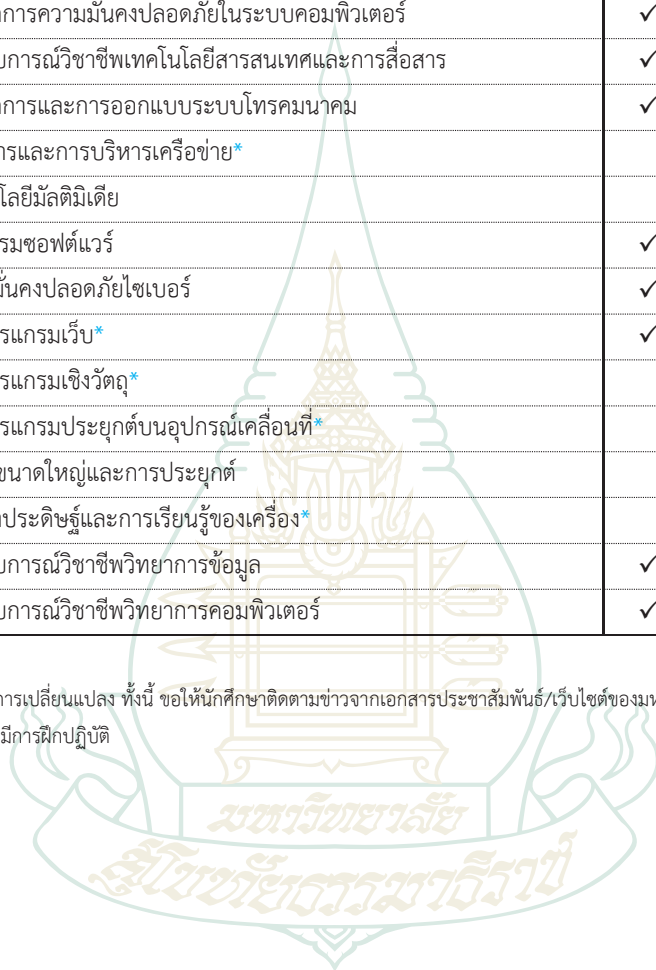 การความมั่นคงปลอดภัยในระบบคอมพิวเตอร์ ✓
บการณ์วิชาชีพเทคโนโลยีสารสนเทศและการสื่อสาร ✓
การและการออกแบบระบบโทรคมนาคม ✓
ารและการบริหารเครือข่าย*
โลยีมัลติมีเดีย
รมซอฟต์แวร์ ✓
มั่นคงปลอดภัยไซเบอร์ ✓
รแกรมเว็บ* ✓
รแกรมเชิงวัตถุ*
รแกรมประยุกต์บนอุปกรณ์เคลื่อนที่*
ขนาดใหญ่และการประยุกต์
ประดิษฐ์และการเรียนรู้ของเครื่อง*
บการณ์วิชาชีพวิทยาการข้อมูล ✓
บการณ์วิชาชีพวิทยาการคอมพิวเตอร์ ✓
การเปลี่ยนแปลง ทั้งนี้ ขอให้นักศึกษาติดตามข่าวจากเอกสารประชาสัมพันธ์/เว็บไซต์ของมห
มีการฝึกปฏิบัติ
มหาวิทยาลัย
สุโขทัยธรรมาธิราช